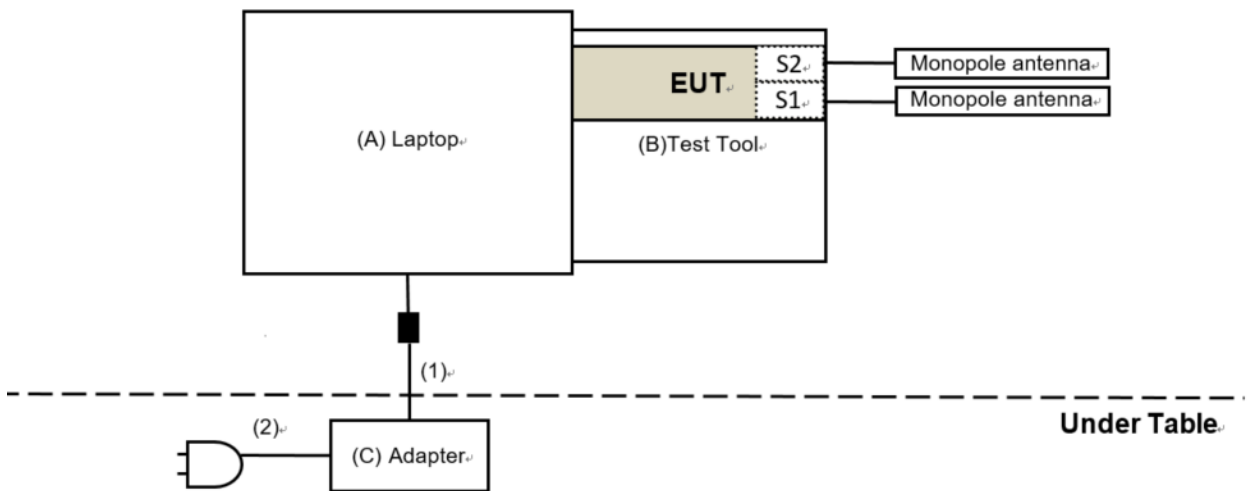 S2
Monopole antenna
EUT
S1
Monopole antenna
(A) Laptop
(B)Test Tool
(1)
Under Table
(2)
(C) Adapter